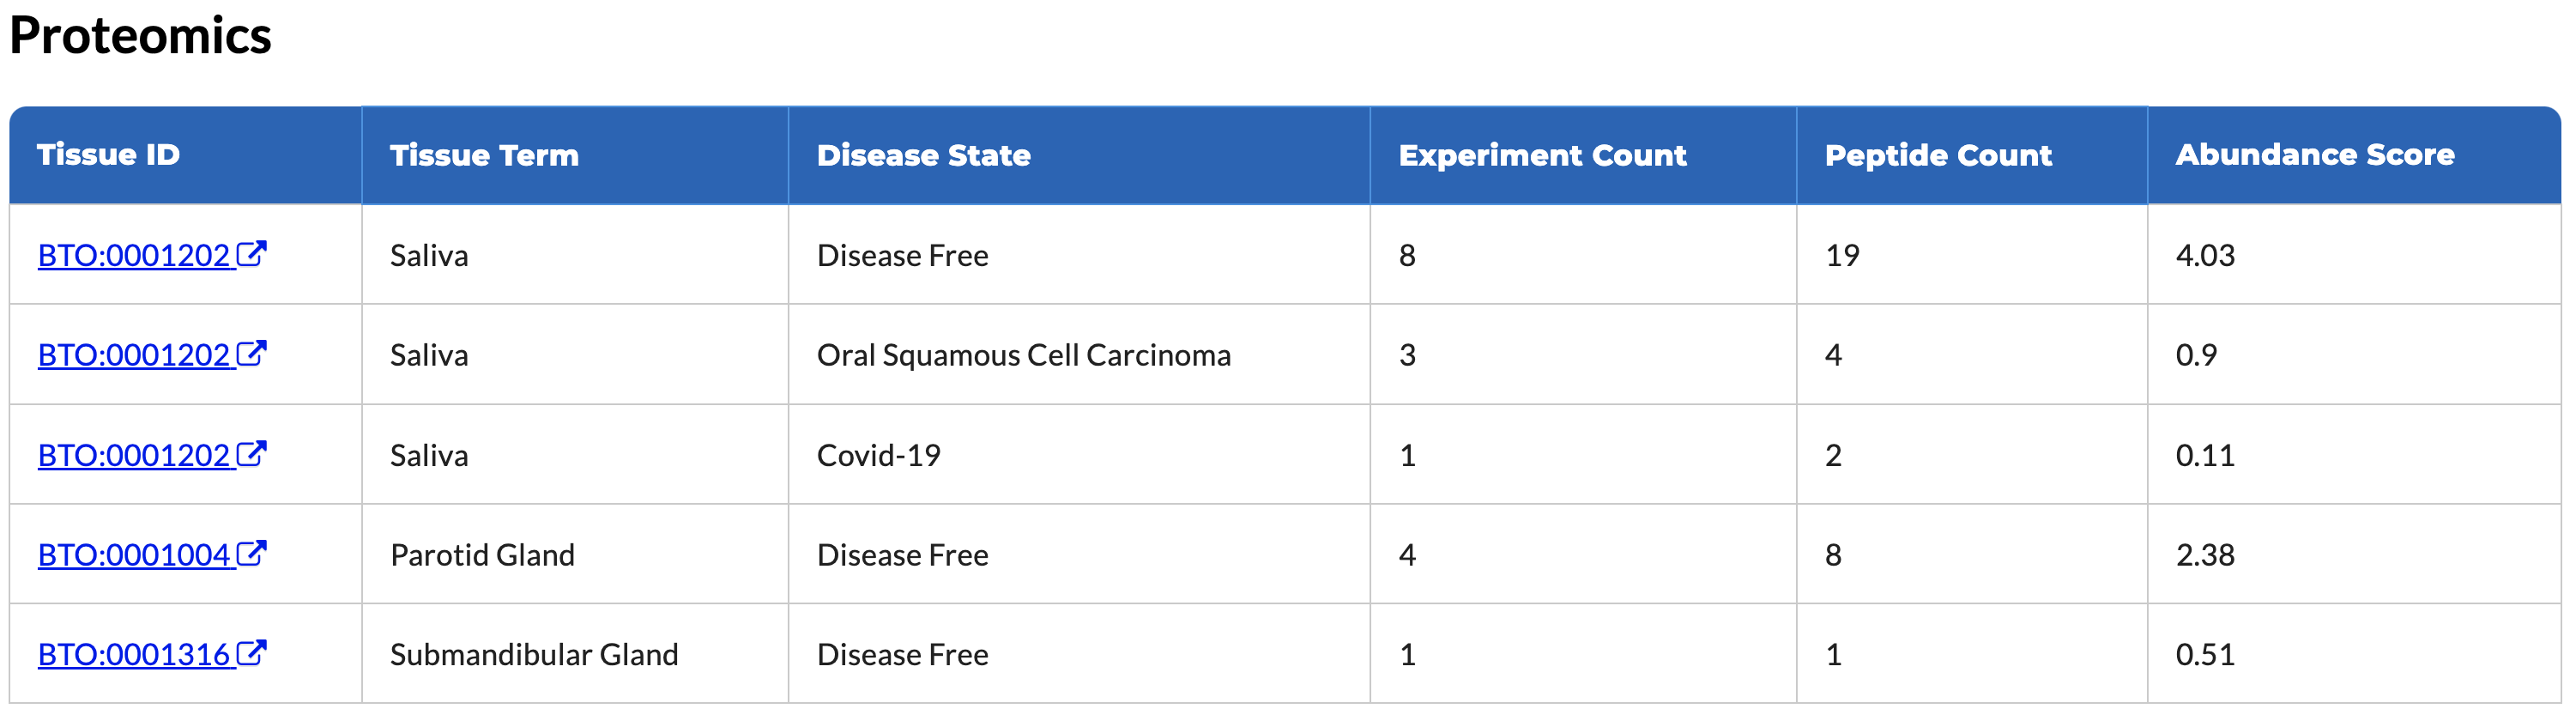 Proteomics
Tissue ID Tissue Term Disease State Experiment Count Peptide Count Abundance Score
BTO:0001202 Saliva Disease Free 8 19 4.03
BTO:0001202 Saliva Oral Squamous Cell Carcinoma 3 4 0.9
BTO:0001202 Saliva Covid-19 1 2 0.11
BTO:0001004 Parotid Gland Disease Free 4 8 2.38
BTO:0001316 Submandibular Gland Disease Free 1 1 0.51